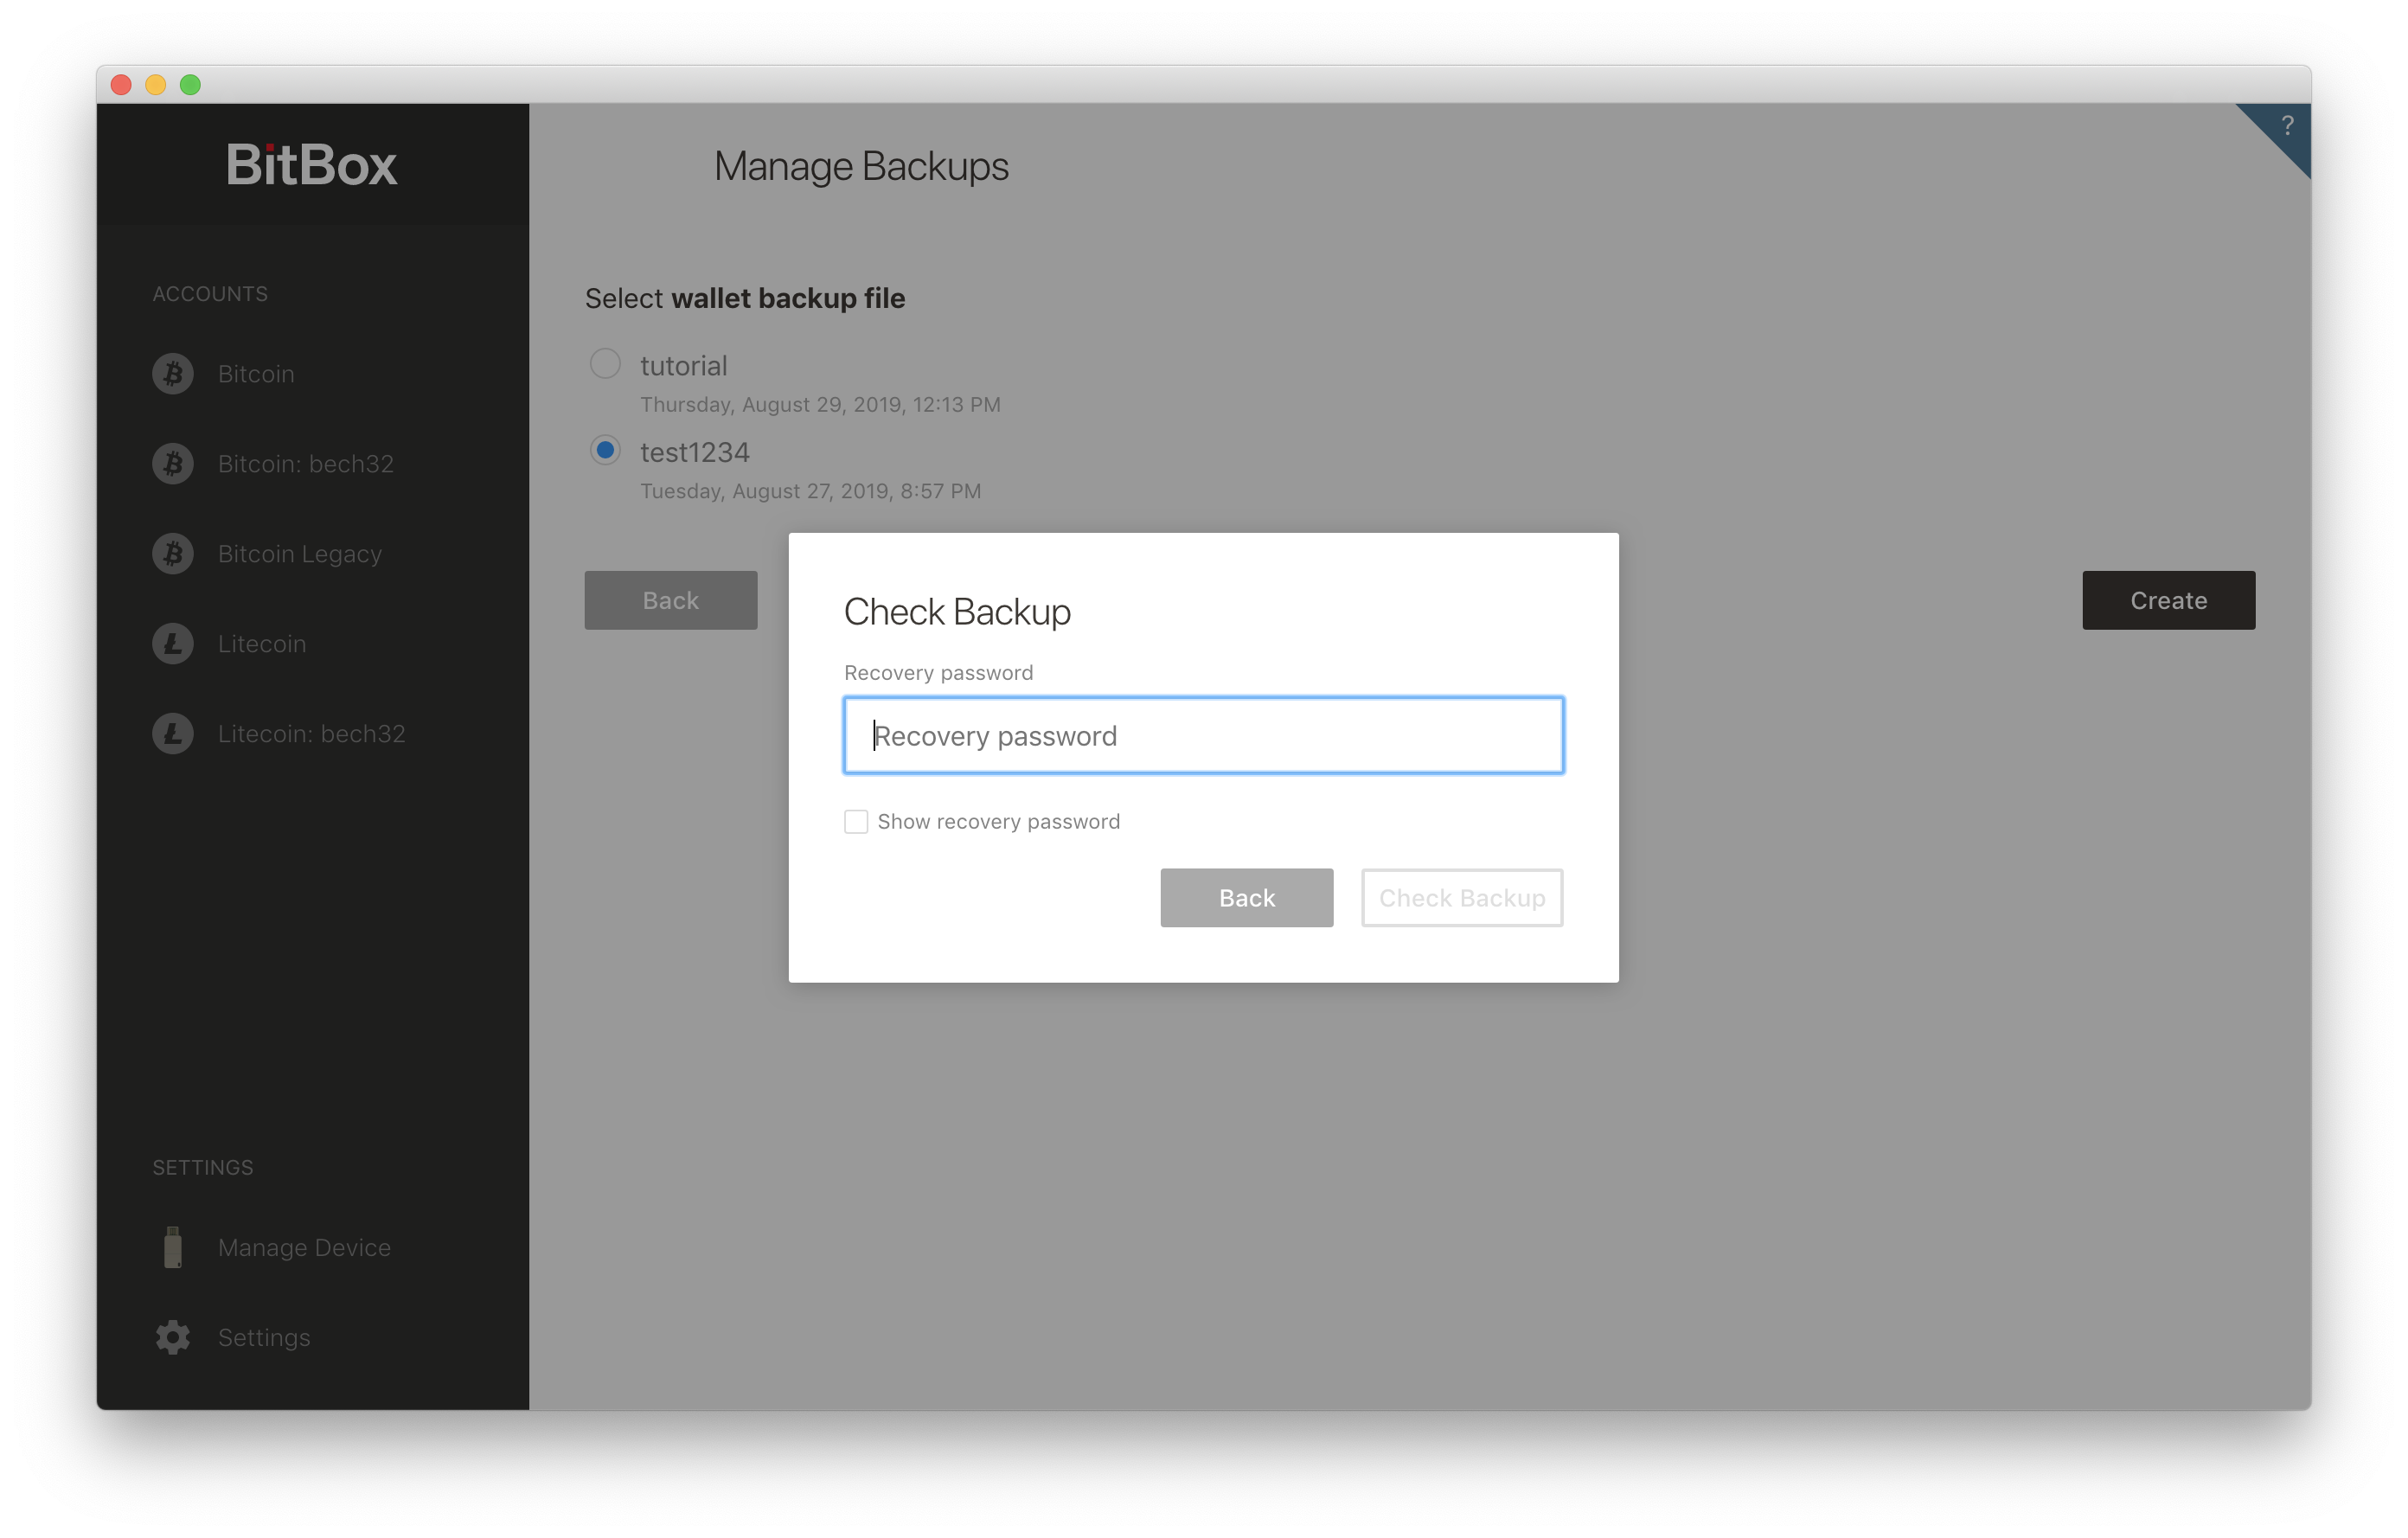 BitBox
ACCOUNTS
Bitcoin
Bitcoin: bech32
Bitcoin Legacy
Litecoin
Litecoin: bech32
SETTINGS
Manage Device
Settings
?
Manage Backups
Select wallet backup file
tutorial
Thursday, August 29, 2019, 12:13 PM
test1234
Tuesday, August 27, 2019, 8:57 PM
Back
Create
Check Backup
Recovery password
Recovery password
Show recovery password
Back
Check Backup